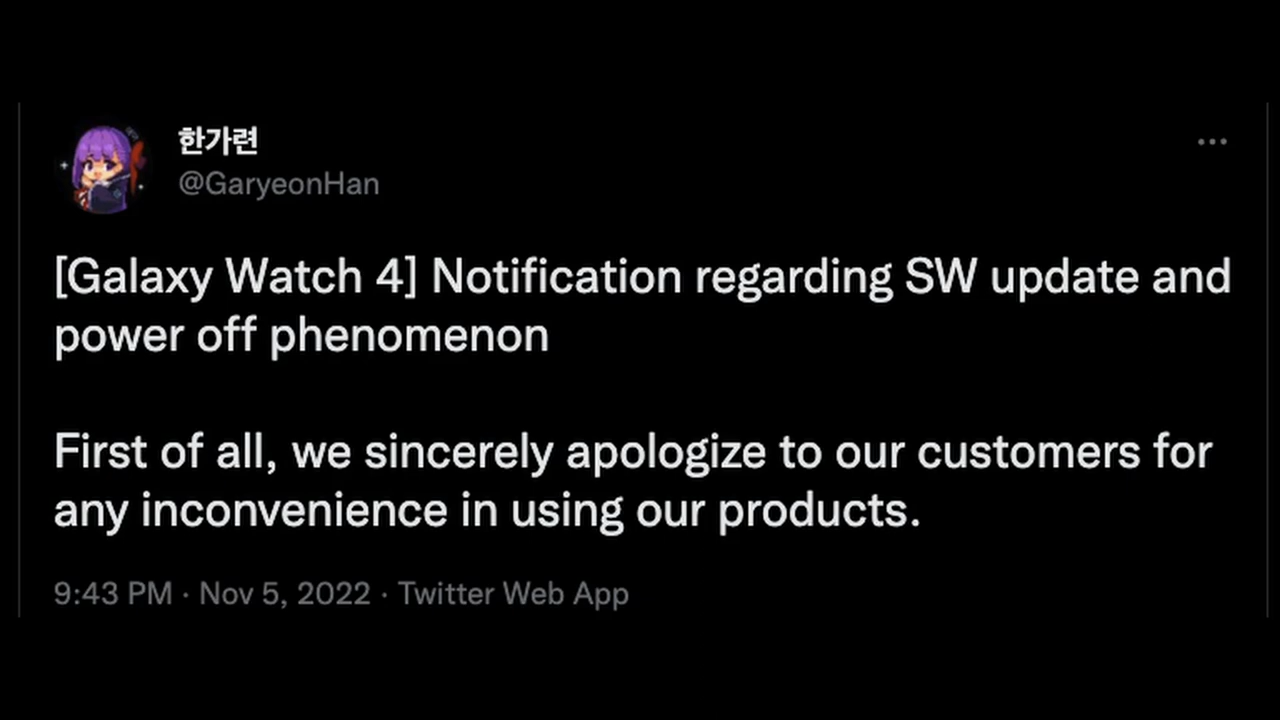 한가련
@GaryeonHan
[Galaxy Watch 4] Notification regarding SW update and
power off phenomenon
First of all, we sincerely apologize to our customers for
any inconvenience in using our products.
9:43 PM · Nov 5, 2022 · Twitter Web App